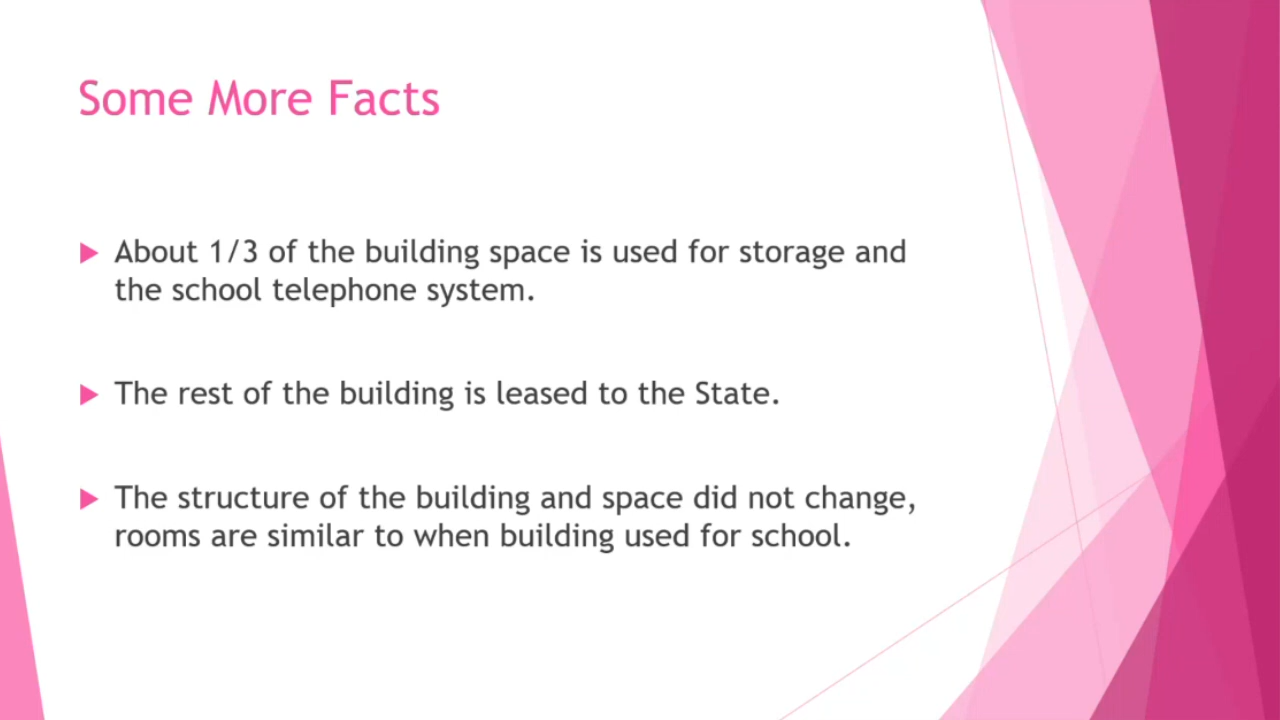 Some More Facts
About 1/3 of the building space is used for storage and
the school telephone system.
The rest of the building is leased to the State.
The structure of the building and space did not change,
rooms are similar to when building used for school.